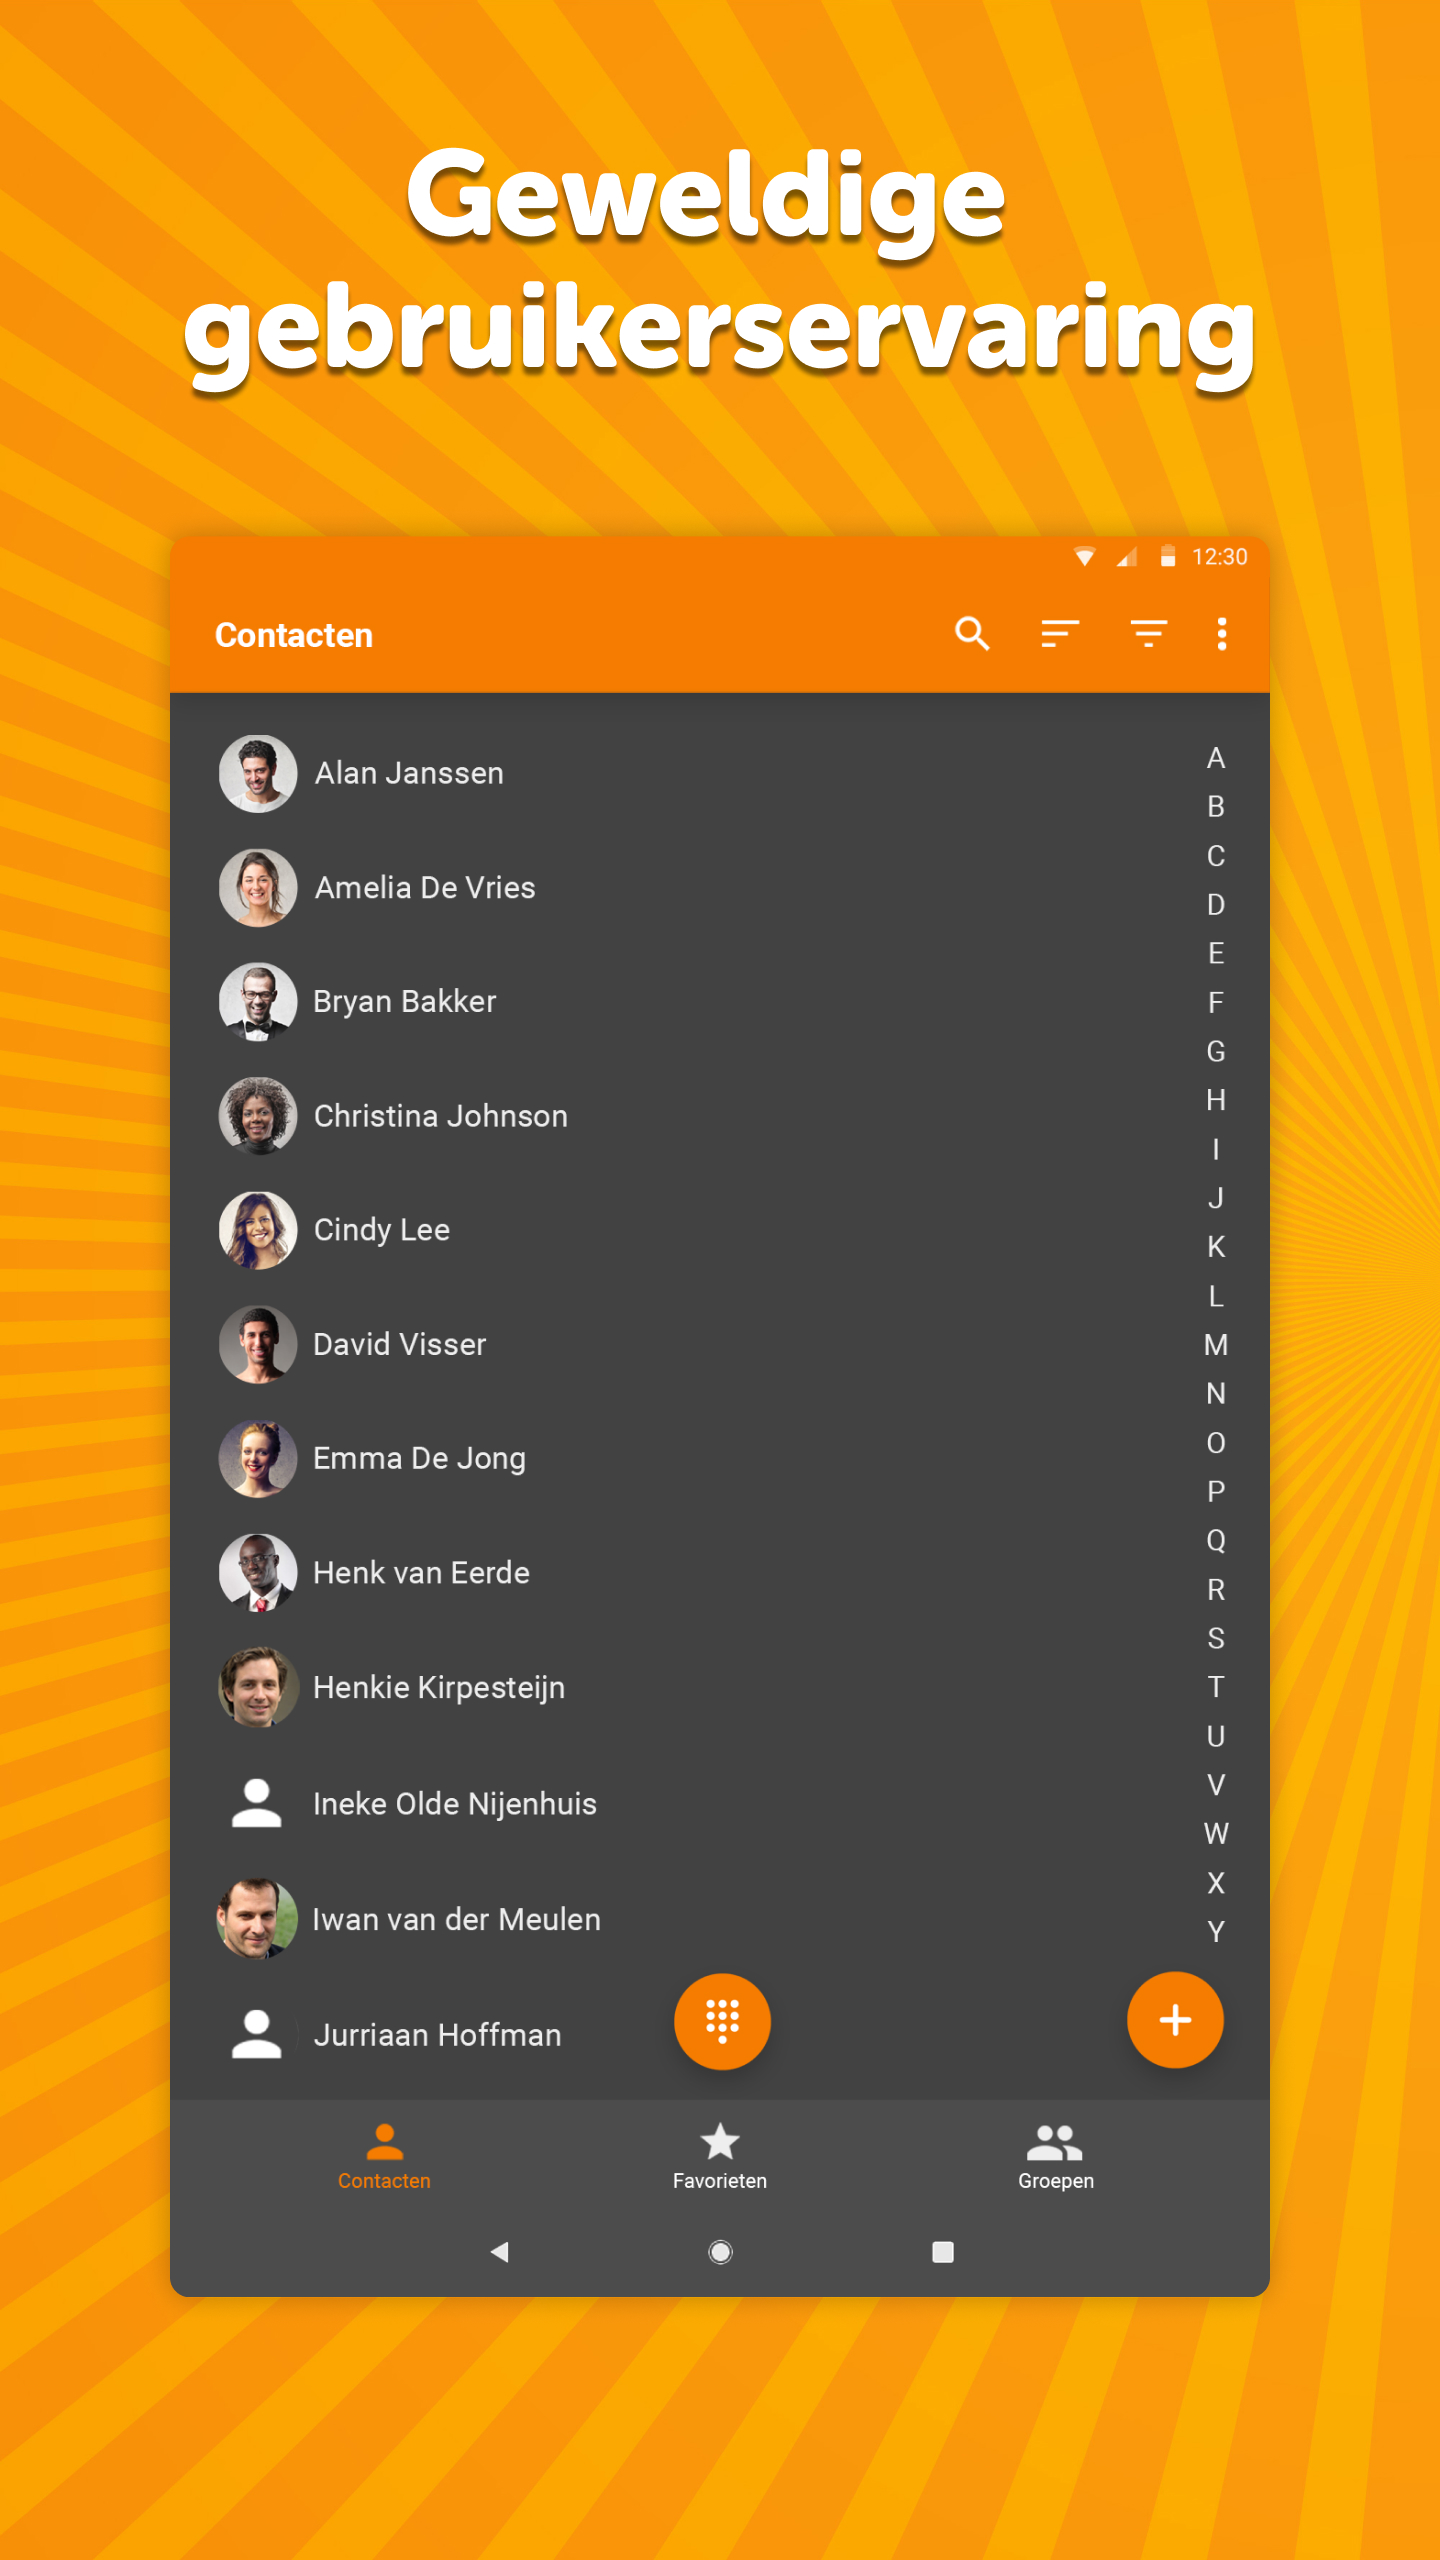 Geweldige
gebruikerservaring
12:30
Contacten
Alan Janssen
Amelia De Vries
Bryan Bakker
Christina Johnson
Cindy Lee
David Visser
Emma De Jong
Henk van Eerde
Henkie Kirpesteijn
Ineke Olde Nijenhuis
Iwan van der Meulen
Jurriaan Hoffman
A
B
C
D
E
F
G
H
I
J
K
L
M
N
O
P
Q
R
S
T
U
V
W
X
Y
Contacten
Favorieten
Groepen